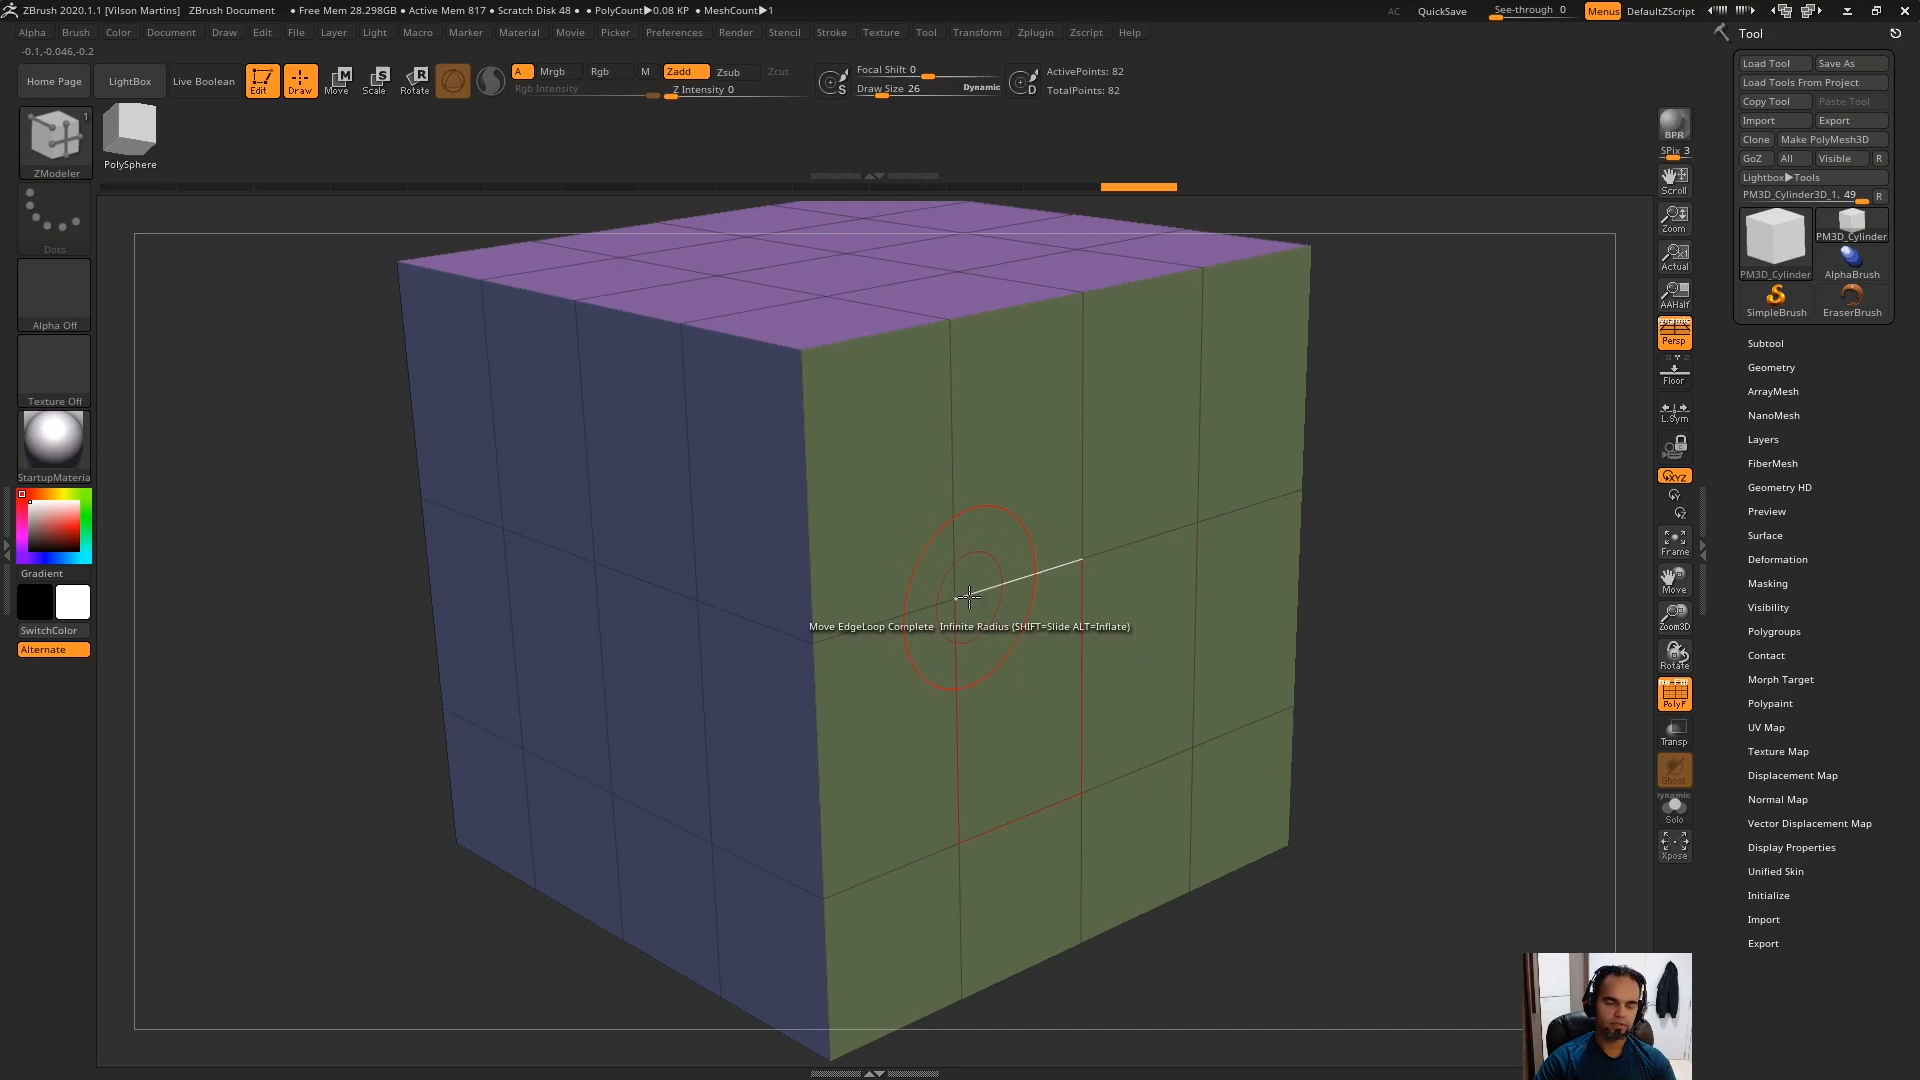 ZBrush 2020.1.1 [Vilson Martins] ZBrush Document • Free Mem 28.298GB • Active Mem 817 • Scratch Disk 48 • PolyCount▶0.08 KP • MeshCount▶1 AC QuickSave See-through 0 Menus DefaultZScript
Alpha Brush Color Document Draw Edit File Layer Light Macro Marker Material Movie Picker Preferences Render Stencil Stroke Texture Tool Transform Zplugin Zscript Help
-0.1,-0.046,-0.2
Home Page LightBox Live Boolean Edit Draw Move Scale Rotate
A Mrgb Rgb M Zadd Zsub Zcut
Rgb Intensity Z Intensity 0
Focal Shift 0
Draw Size 26 Dynamic
S D
ActivePoints: 82
TotalPoints: 82
1
ZModeler
PolySphere
Dots
Alpha Off
Texture Off
StartupMateria
Gradient
SwitchColor
Alternate
Move EdgeLoop Complete Infinite Radius (SHIFT=Slide ALT=Inflate)
BPR
SPix 3
Scroll
Zoom
Actual
AAHalf
Dynamic
Persp
Floor
L.Sym
XYZ
Frame
Move
Zoom3D
Rotate
PolyF
Transp
Ghost
Dynamic
Solo
Xpose
Tool
Load Tool Save As
Load Tools From Project
Copy Tool Paste Tool
Import Export
Clone Make PolyMesh3D
GoZ All Visible R
Lightbox▶Tools
PM3D_Cylinder3D_1. 49 R
PM3D_Cylinder
PM3D_Cylinder AlphaBrush
SimpleBrush EraserBrush
Subtool
Geometry
ArrayMesh
NanoMesh
Layers
FiberMesh
Geometry HD
Preview
Surface
Deformation
Masking
Visibility
Polygroups
Contact
Morph Target
Polypaint
UV Map
Texture Map
Displacement Map
Normal Map
Vector Displacement Map
Display Properties
Unified Skin
Initialize
Import
Export